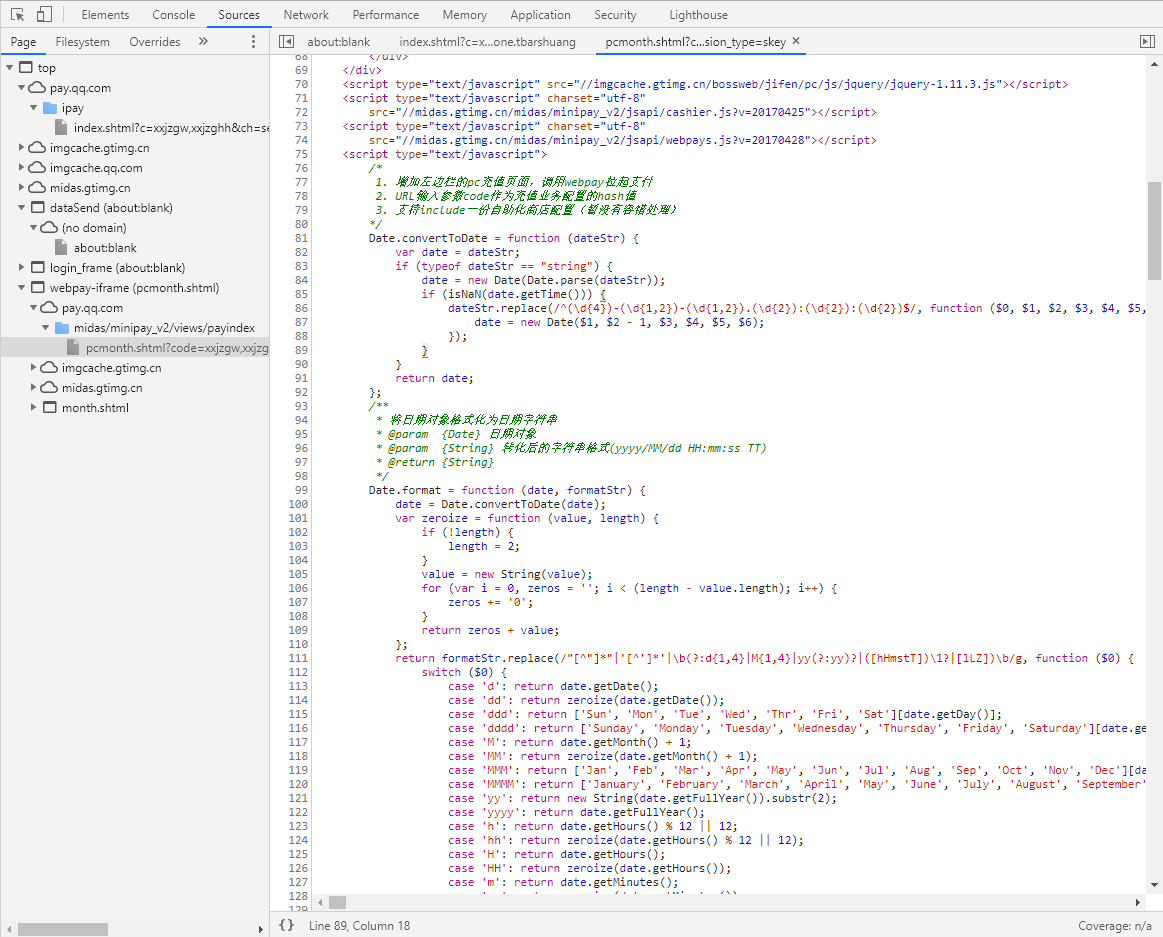 Elements Console Sources Network Performance Memory Application Security Lighthouse
Page Filesystem Overrides »
about:blank index.shtml?c=x…one.tbarshuang pcmonth.shtml?c…sion_type=skey ×
top
pay.qq.com
ipay
index.shtml?c=xxjzgw,xxjzghh&ch=se
imgcache.gtimg.cn
imgcache.qq.com
midas.gtimg.cn
dataSend (about:blank)
(no domain)
about:blank
login_frame (about:blank)
webpay-iframe (pcmonth.shtml)
pay.qq.com
midas/minipay_v2/views/payindex
pcmonth.shtml?code=xxjzgw,xxjzg
imgcache.gtimg.cn
midas.gtimg.cn
month.shtml
68 </div>
69 </div>
70 <script type="text/javascript" src="//imgcache.gtimg.cn/bossweb/jifen/pc/js/jquery/jquery-1.11.3.js"></script>
71 <script type="text/javascript" charset="utf-8"
72 src="//midas.gtimg.cn/midas/minipay_v2/jsapi/cashier.js?v=20170425"></script>
73 <script type="text/javascript" charset="utf-8"
74 src="//midas.gtimg.cn/midas/minipay_v2/jsapi/webpays.js?v=20170428"></script>
75 <script type="text/javascript">
76 /*
77 1. 增加左边栏的pc充值页面，调用webpay拉起支付
78 2. URL输入参数code作为充值业务配置的hash值
79 3. 支持include一份自助化商店配置（暂没有容错处理）
80 */
81 Date.convertToDate = function (dateStr) {
82 var date = dateStr;
83 if (typeof dateStr == "string") {
84 date = new Date(Date.parse(dateStr));
85 if (isNaN(date.getTime())) {
86 dateStr.replace(/^(\d{4})-(\d{1,2})-(\d{1,2}).(\d{2}):(\d{2}):(\d{2})$/, function ($0, $1, $2, $3, $4, $5,
87 date = new Date($1, $2 - 1, $3, $4, $5, $6);
88 });
89 }
90 }
91 return date;
92 };
93 /**
94 * 将日期对象格式化为日期字符串
95 * @param {Date} 日期对象
96 * @param {String} 转化后的字符串格式(yyyy/MM/dd HH:mm:ss TT)
97 * @return {String}
98 */
99 Date.format = function (date, formatStr) {
100 date = Date.convertToDate(date);
101 var zeroize = function (value, length) {
102 if (!length) {
103 length = 2;
104 }
105 value = new String(value);
106 for (var i = 0, zeros = ''; i < (length - value.length); i++) {
107 zeros += '0';
108 }
109 return zeros + value;
110 };
111 return formatStr.replace(/"[^"]*"|'[^']*'|\b(?:d{1,4}|M{1,4}|yy(?:yy)?|([hHmstT])\1?|[lLZ])\b/g, function ($0) {
112 switch ($0) {
113 case 'd': return date.getDate();
114 case 'dd': return zeroize(date.getDate());
115 case 'ddd': return ['Sun', 'Mon', 'Tue', 'Wed', 'Thr', 'Fri', 'Sat'][date.getDay()];
116 case 'dddd': return ['Sunday', 'Monday', 'Tuesday', 'Wednesday', 'Thursday', 'Friday', 'Saturday'][date.ge
117 case 'M': return date.getMonth() + 1;
118 case 'MM': return zeroize(date.getMonth() + 1);
119 case 'MMM': return ['Jan', 'Feb', 'Mar', 'Apr', 'May', 'Jun', 'Jul', 'Aug', 'Sep', 'Oct', 'Nov', 'Dec'][da
120 case 'MMMM': return ['January', 'February', 'March', 'April', 'May', 'June', 'July', 'August', 'September'
121 case 'yy': return new String(date.getFullYear()).substr(2);
122 case 'yyyy': return date.getFullYear();
123 case 'h': return date.getHours() % 12 || 12;
124 case 'hh': return zeroize(date.getHours() % 12 || 12);
125 case 'H': return date.getHours();
126 case 'HH': return zeroize(date.getHours());
127 case 'm': return date.getMinutes();
128
129
{} Line 89, Column 18 Coverage: n/a